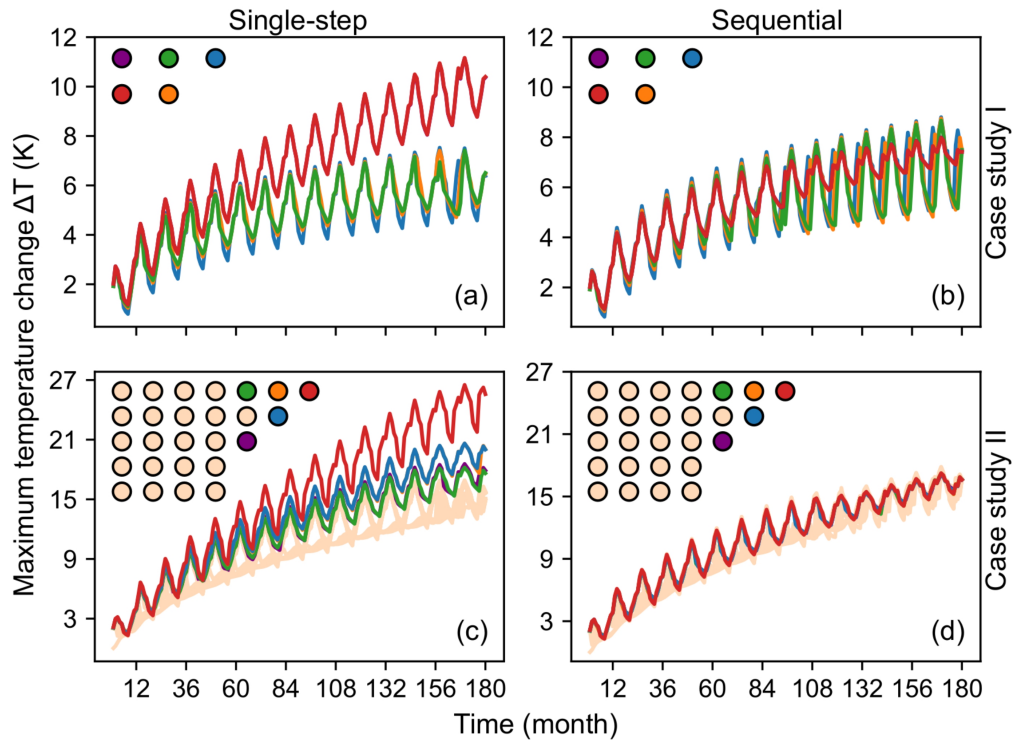 Single-step Sequential
Maximum temperature change ΔT (K)
12
10
8
6
4
2
(a)
12
10
8
6
4
2
(b)
Case study I
27
21
15
9
3
(c)
12 36 60 84 108 132 156 180
27
21
15
9
3
(d)
12 36 60 84 108 132 156 180
Case study II
Time (month)